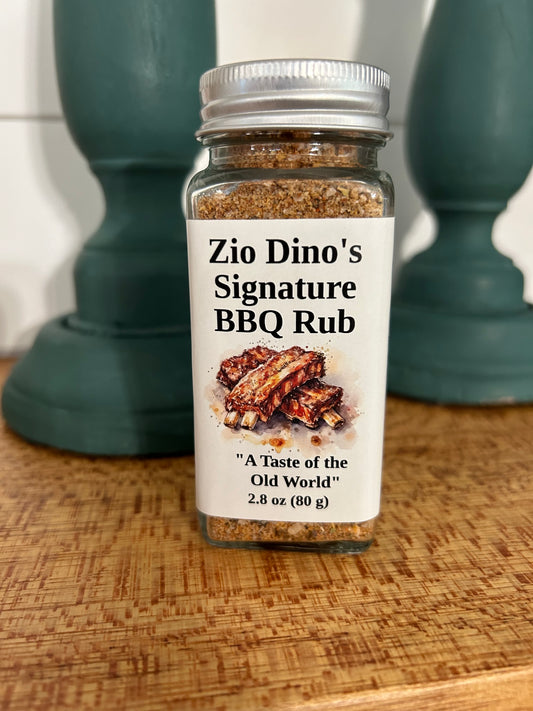 Zio Dino's
Signature
BBQ Rub
"A Taste of the
Old World"
2.8 oz (80 g)